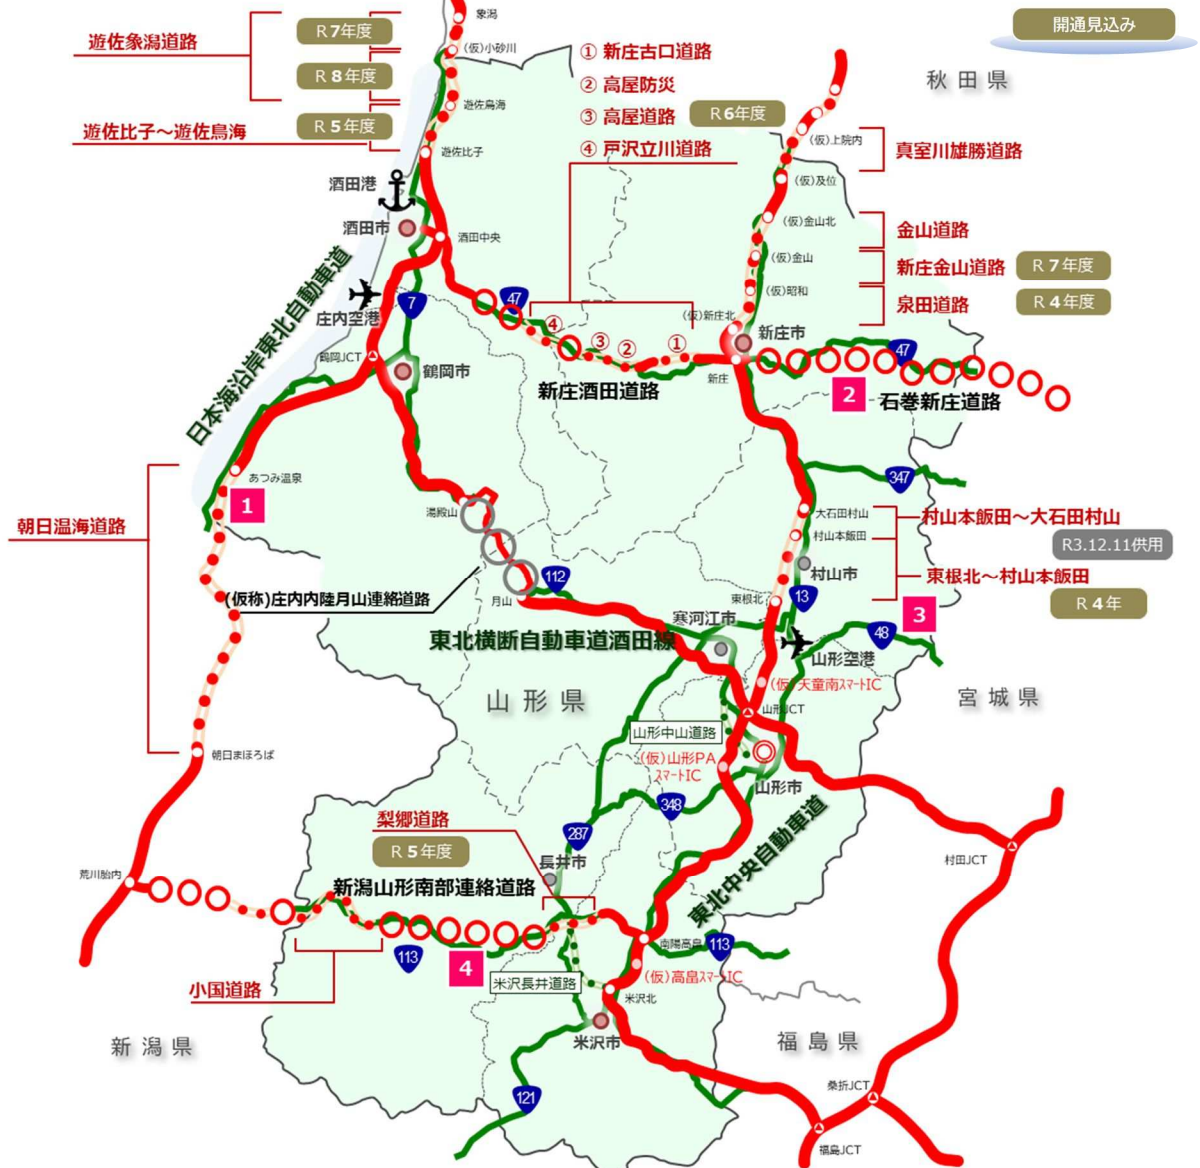 象潟
R 7年度
遊佐象潟道路
(仮)小砂川
R 8年度
遊佐鳥海
R 5年度
遊佐比子～遊佐鳥海
遊佐比子
開通見込み
秋田県
① 新庄古口道路
② 高屋防災
③ 高屋道路
R 6年度
④ 戸沢立川道路
(仮)上院内
真室川雄勝道路
(仮)及位
(仮)金山北
金山道路
(仮)金山
新庄金山道路
R 7年度
(仮)昭和
泉田道路
R 4年度
(仮)新庄北
新庄市
新庄
酒田港
酒田市
酒田中央
日本海沿岸東北自動車道
庄内空港
7
47
④
③
②
①
新庄酒田道路
47
2
石巻新庄道路
鶴岡JCT
鶴岡市
あつみ温泉
1
朝日温海道路
347
湯殿山
大石田村山
村山本飯田～大石田村山
村山本飯田
R3.12.11供用
村山市
東根北～村山本飯田
R 4年
112
13
(仮称)庄内内陸月山連絡道路
月山
東根北
寒河江市
3
48
東北横断自動車道酒田線
山形空港
山形県
(仮)天童南スマートIC
宮城県
山形JCT
山形中山道路
(仮)山形PA
スマートIC
山形市
朝日まほろば
348
梨郷道路
R 5年度
287
長井市
東北中央自動車道
村田JCT
荒川胎内
新潟山形南部連絡道路
113
4
南陽高畠
113
(仮)高畠スマートIC
小国道路
米沢長井道路
米沢北
米沢市
新潟県
福島県
121
桑折JCT
福島JCT